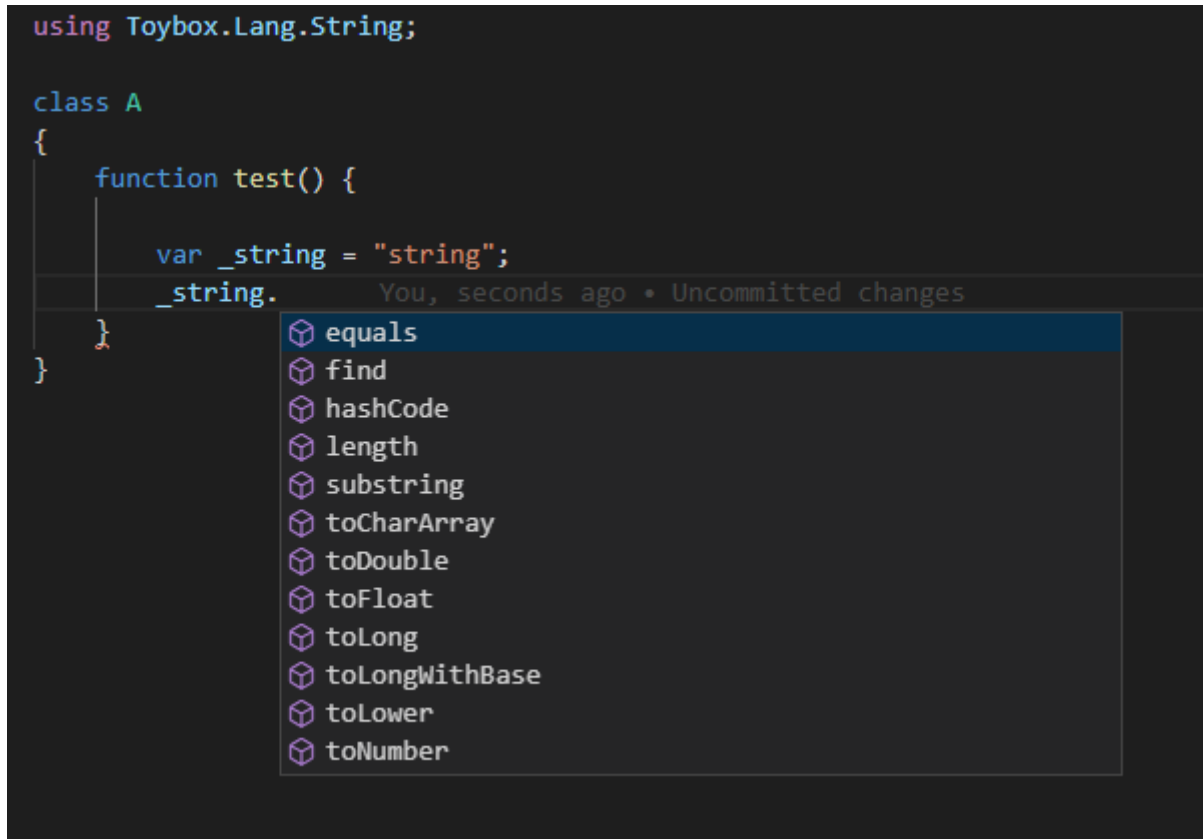 using Toybox.Lang.String;
class A
{
function test() {
var _string = "string";
_string. You, seconds ago • Uncommitted changes
}
}
equals
find
hashCode
length
substring
toCharArray
toDouble
toFloat
toLong
toLongWithBase
toLower
toNumber